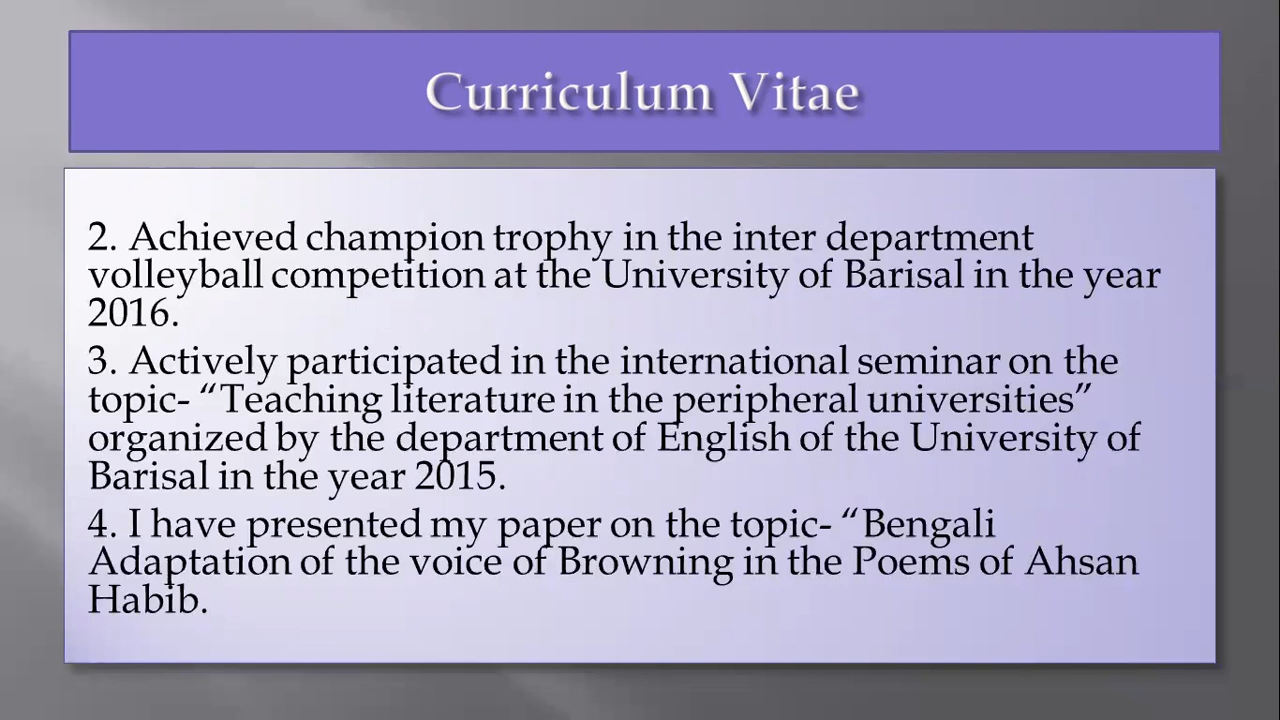 Curriculum Vitae
2. Achieved champion trophy in the inter department
volleyball competition at the University of Barisal in the year
2016.
3. Actively participated in the international seminar on the
topic- “Teaching literature in the peripheral universities”
organized by the department of English of the University of
Barisal in the year 2015.
4. I have presented my paper on the topic- “Bengali
Adaptation of the voice of Browning in the Poems of Ahsan
Habib.